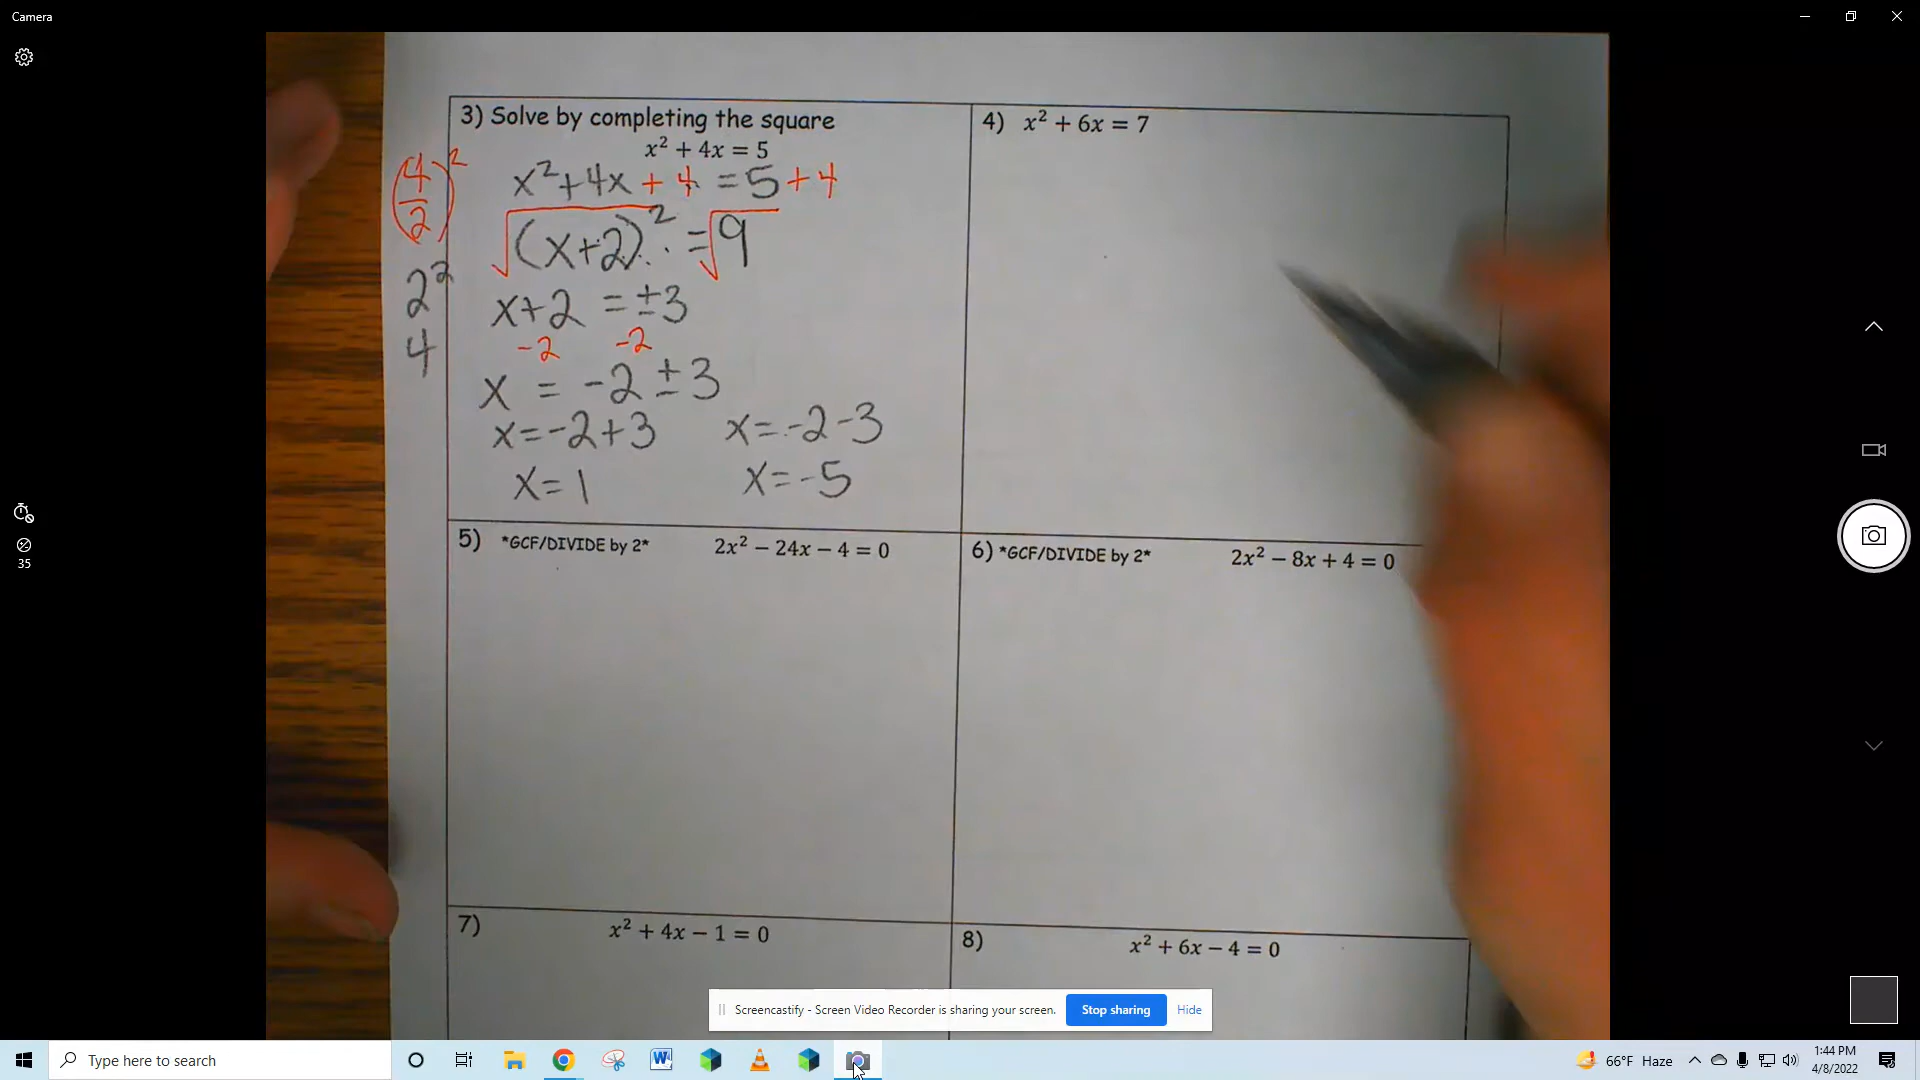 Camera
3) Solve by completing the square
x² + 4x = 5
(4/2)²
2²
4
x² + 4x + 4 = 5 + 4
√(x+2)² = √9
x+2 = ±3
-2 -2
x = -2 ± 3
x = -2+3 x = -2-3
x = 1 x = -5
4) x² + 6x = 7
5) *GCF/DIVIDE by 2* 2x² − 24x − 4 = 0
6) *GCF/DIVIDE by 2* 2x² − 8x + 4 = 0
7) x² + 4x − 1 = 0
8) x² + 6x − 4 = 0
35
Screencastify - Screen Video Recorder is sharing your screen. Stop sharing Hide
Type here to search
66°F Haze
1:44 PM
4/8/2022